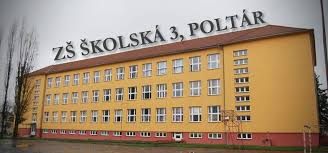 ZŠ ŠKOLSKÁ 3, POLTÁR